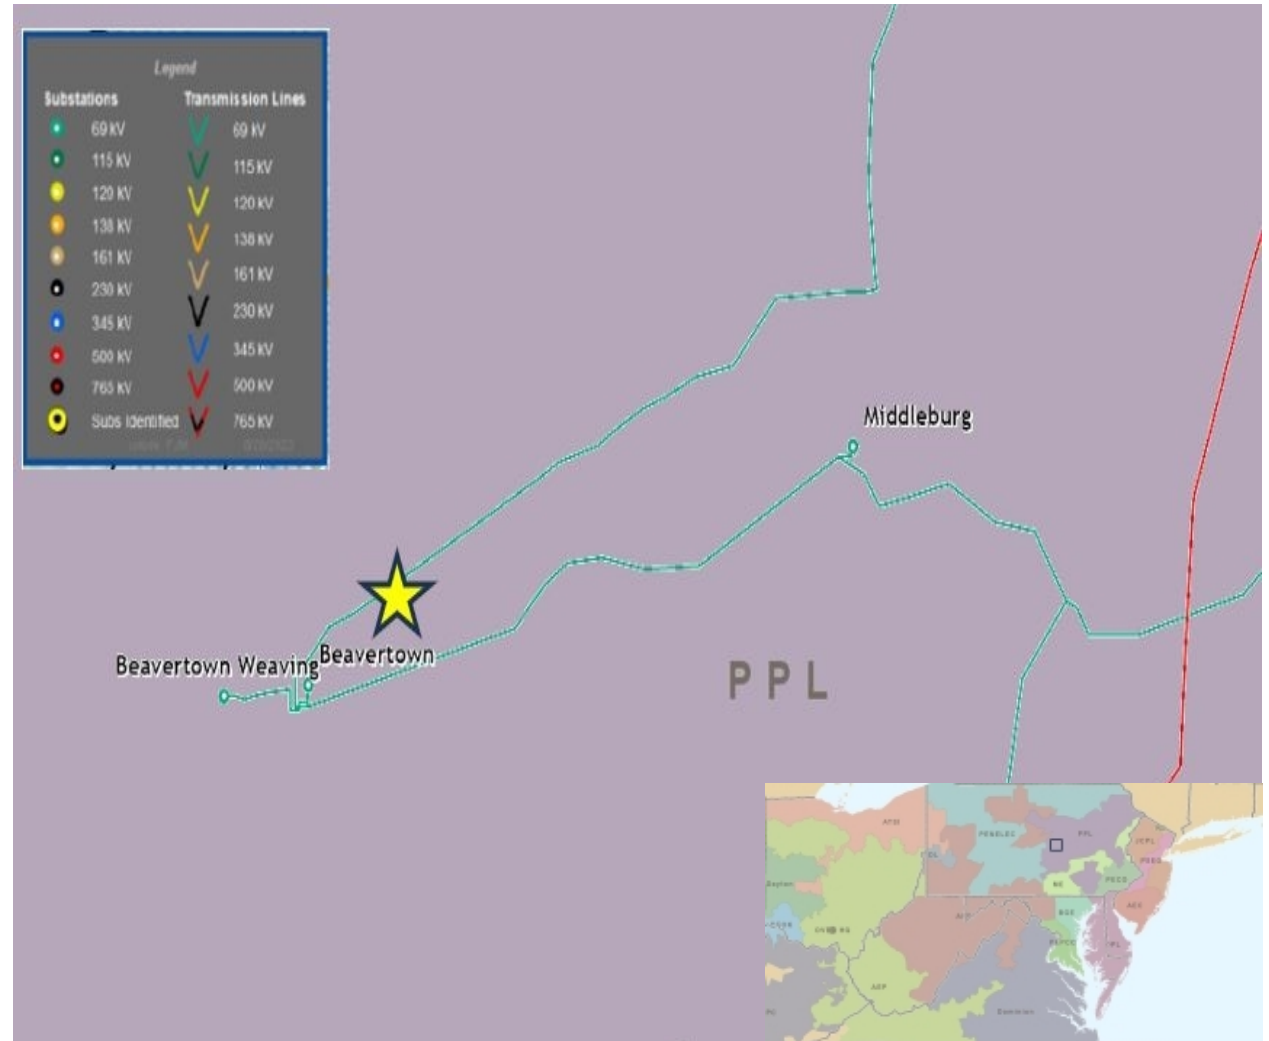 Legend
Substations
Transmission Lines
69 kV
69 kV
115 kV
115 kV
120 kV
120 kV
138 kV
138 kV
161 kV
161 kV
230 kV
230 kV
345 kV
345 kV
500 kV
500 kV
765 kV
765 kV
Subs Identified
Middleburg
Beavertown
Beavertown Weaving
PPL
ATSI
PENELEC
PPL
JCPL
PSEG
PECO
ME
AEC
BGE
PEPCO
DPL
Dayton
AEP
Dominion